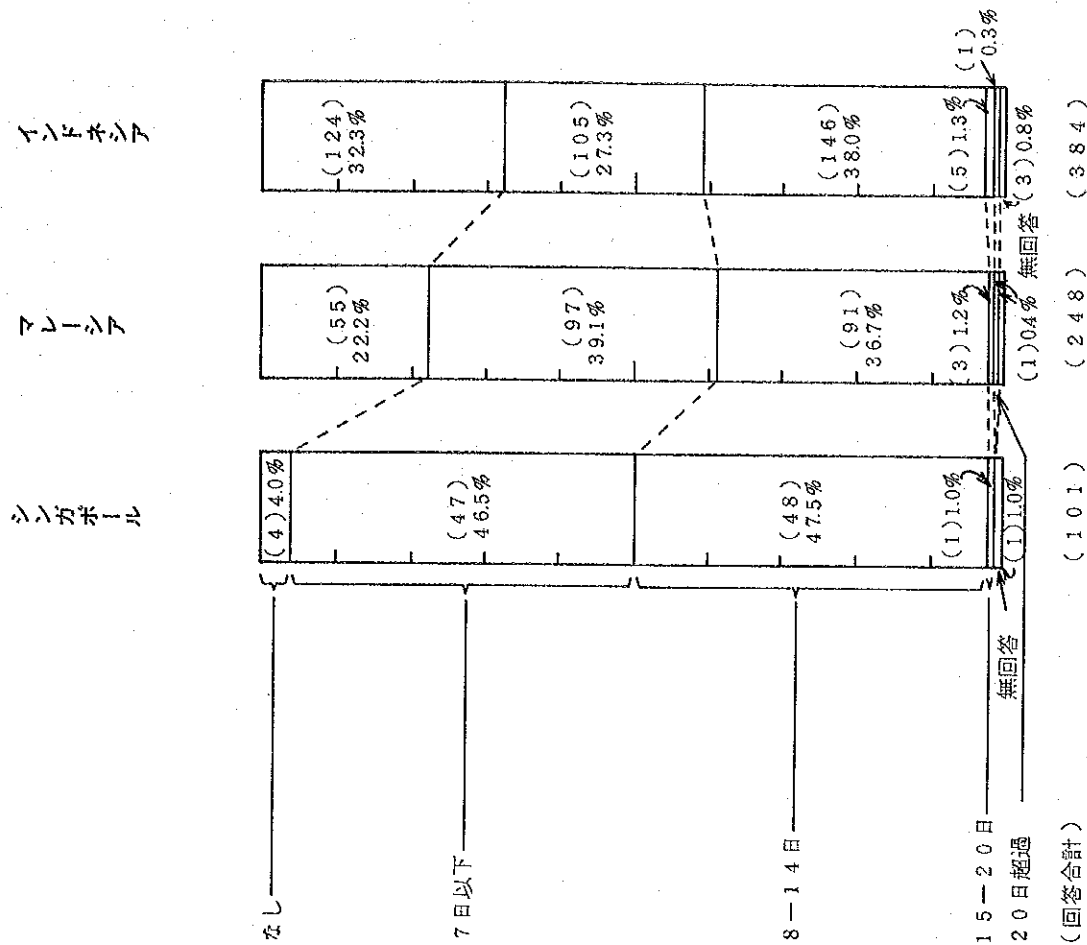 シンガポール
マレーシア
インドネシア
なし
(4)4.0%
(55)
22.2%
(124)
32.3%
7日以下
(47)
46.5%
(97)
39.1%
(105)
27.3%
8－14日
(48)
47.5%
(91)
36.7%
(146)
38.0%
15－20日
(1)1.0%
(3)1.2%
(5)1.3%
20日超過
(1)0.4%
(1)
0.3%
無回答
(1)1.0%
無回答
(3)0.8%
(回答合計)
(101)
(248)
(384)